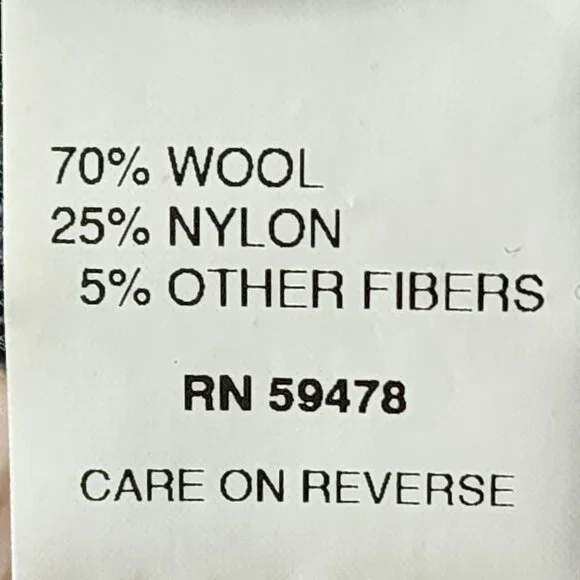 70% WOOL
25% NYLON
5% OTHER FIBERS
RN 59478
CARE ON REVERSE